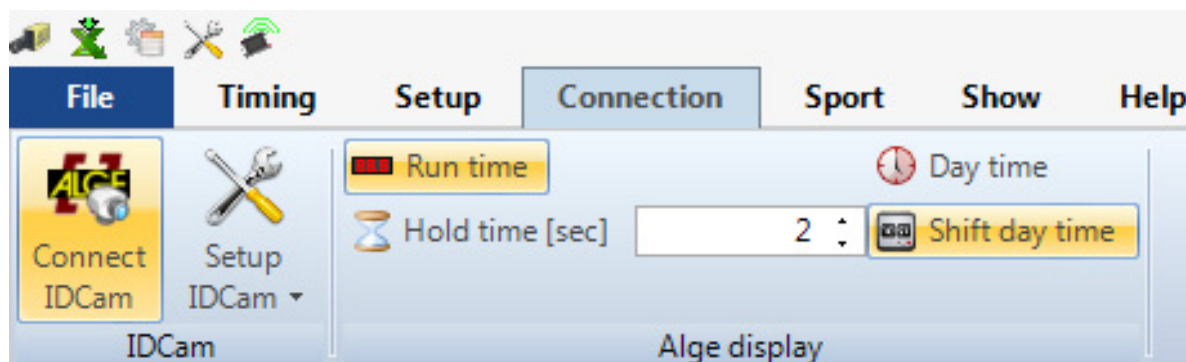 File Timing Setup Connection Sport Show Help
ALGE
Run time
Day time
Hold time [sec] 2
Shift day time
Connect
IDCam
Setup
IDCam
IDCam
Alge display